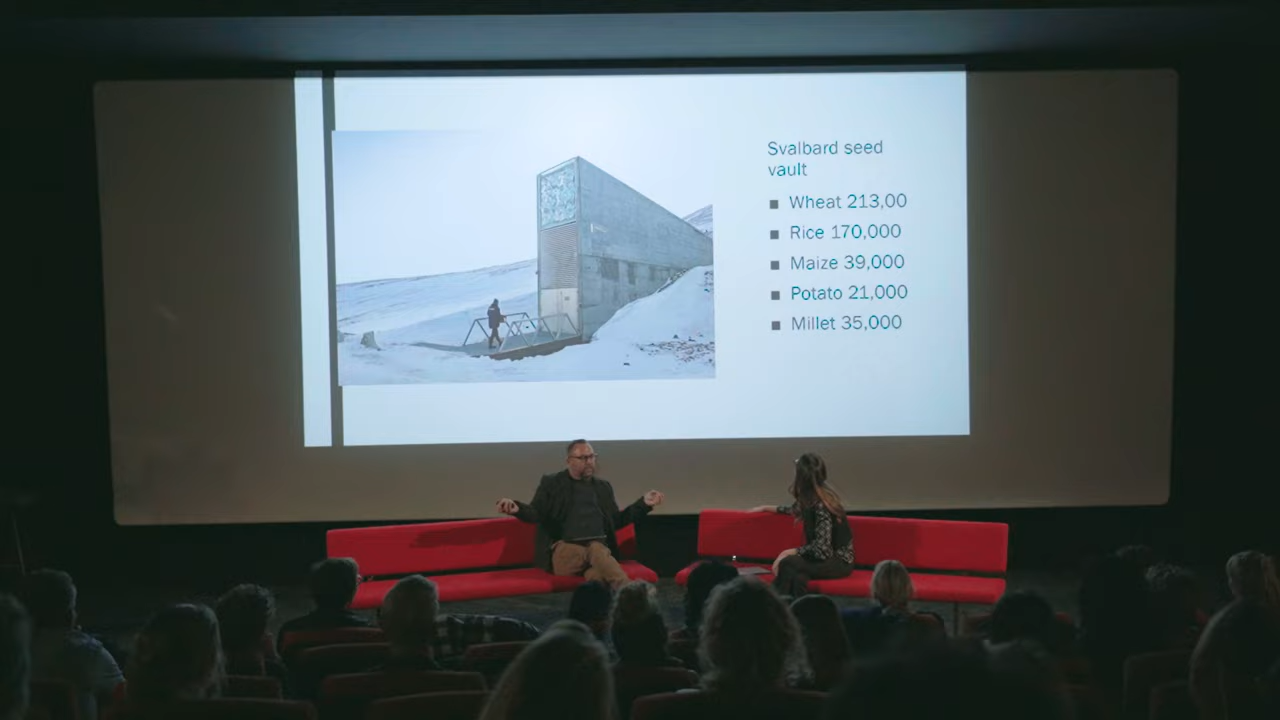 Svalbard seed
vault
■ Wheat 213,00
■ Rice 170,000
■ Maize 39,000
■ Potato 21,000
■ Millet 35,000